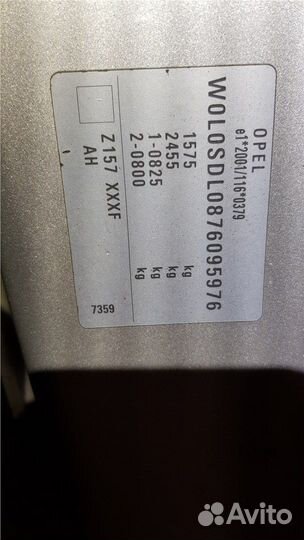 OPEL
e1*2001/116*0379
W0L0SDL0876095976
1575 kg
2455 kg
1-0825 kg
2-0800 kg
Z157 XXXF
AH
7359
Avito